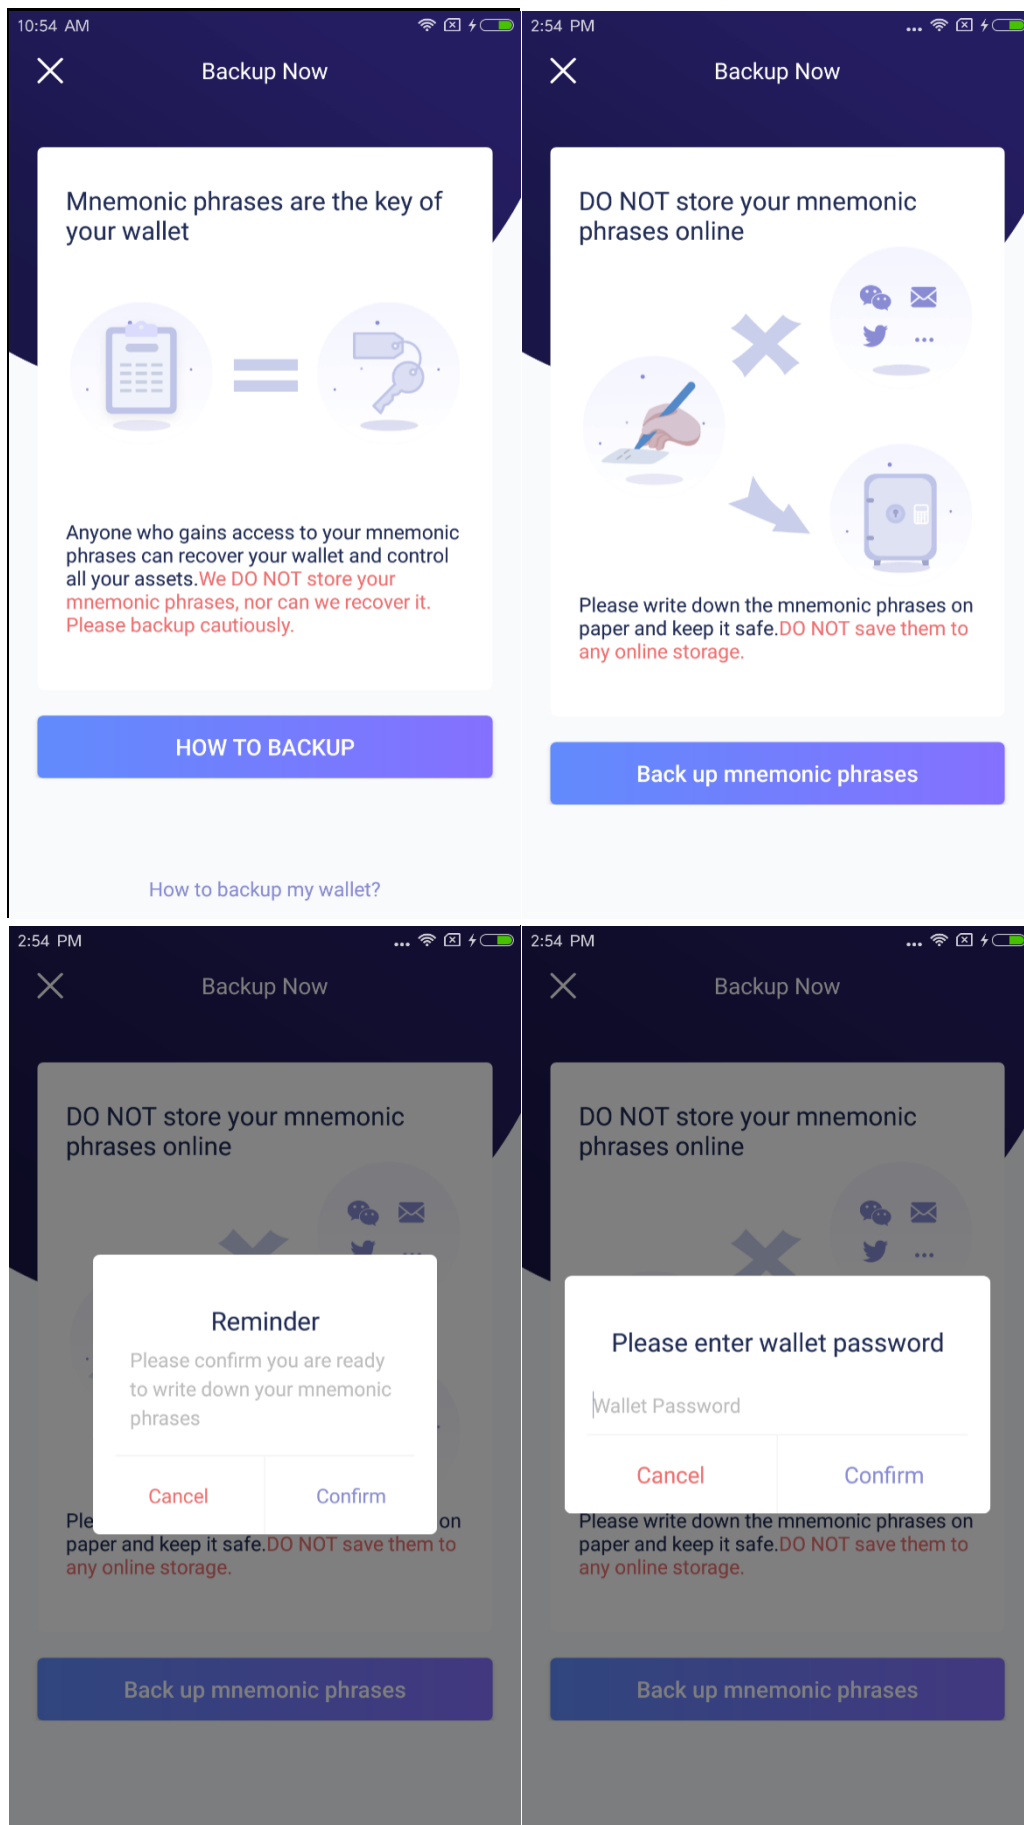 10:54 AM
Backup Now
Mnemonic phrases are the key of
your wallet
Anyone who gains access to your mnemonic
phrases can recover your wallet and control
all your assets.We DO NOT store your
mnemonic phrases, nor can we recover it.
Please backup cautiously.
HOW TO BACKUP
How to backup my wallet?
2:54 PM
Backup Now
DO NOT store your mnemonic
phrases online
Please write down the mnemonic phrases on
paper and keep it safe.DO NOT save them to
any online storage.
Back up mnemonic phrases
2:54 PM
Backup Now
DO NOT store your mnemonic
phrases online
Reminder
Please confirm you are ready
to write down your mnemonic
phrases
Cancel Confirm
Ple on
paper and keep it safe.DO NOT save them to
any online storage.
Back up mnemonic phrases
2:54 PM
Backup Now
DO NOT store your mnemonic
phrases online
Please enter wallet password
Wallet Password
Cancel Confirm
Please write down the mnemonic phrases on
paper and keep it safe.DO NOT save them to
any online storage.
Back up mnemonic phrases